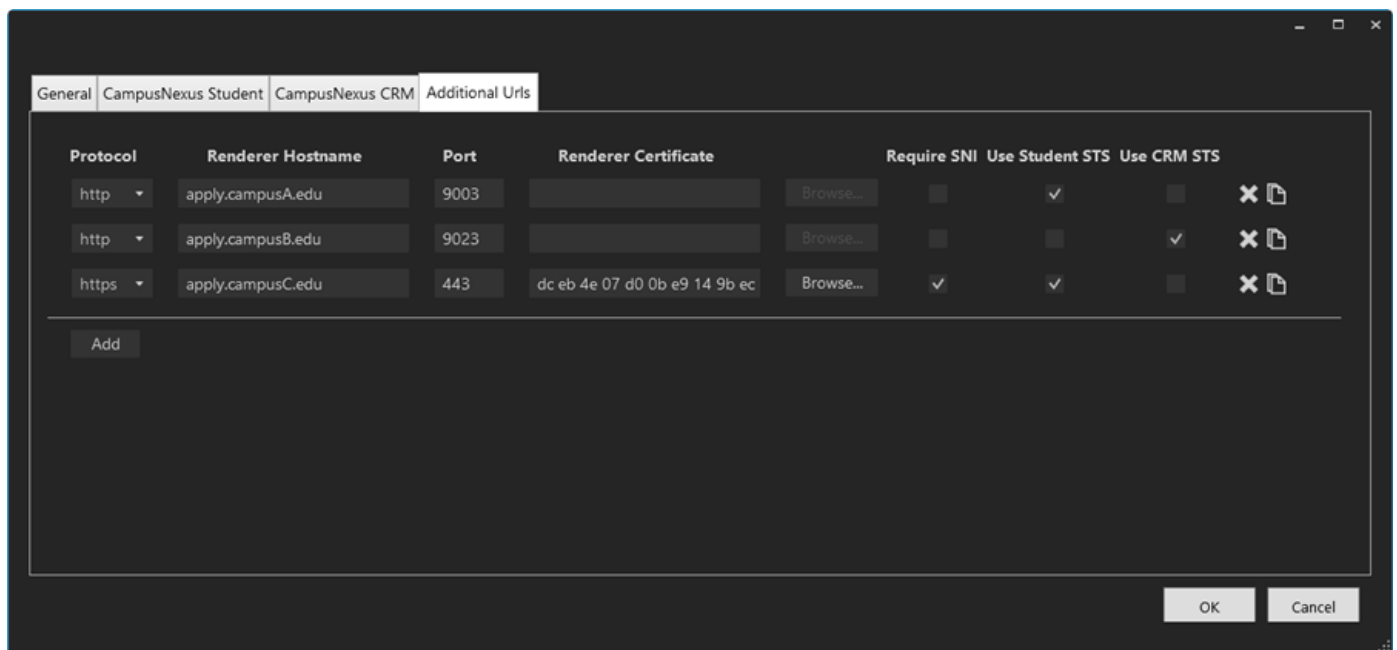 General CampusNexus Student CampusNexus CRM Additional Urls
Protocol Renderer Hostname Port Renderer Certificate Require SNI Use Student STS Use CRM STS
http apply.campusA.edu 9003 Browse...
http apply.campusB.edu 9023 Browse...
https apply.campusC.edu 443 dc eb 4e 07 d0 0b e9 14 9b ec Browse...
Add
OK Cancel